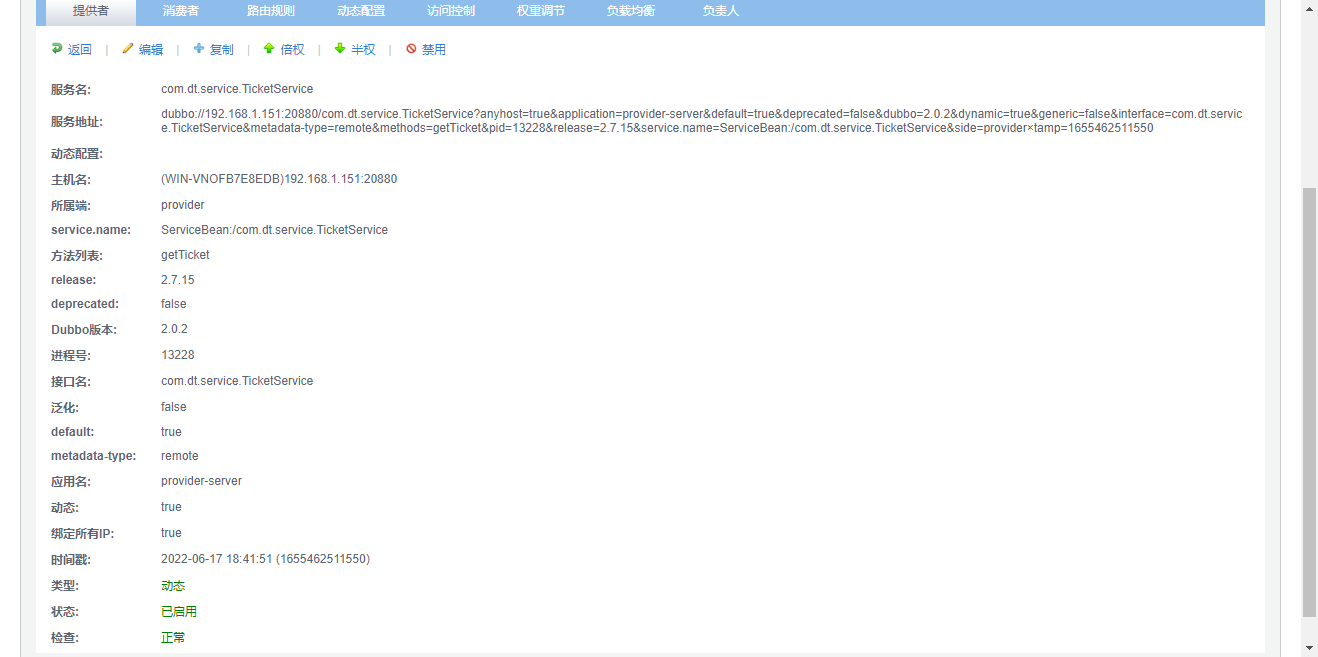 提供者 消费者 路由规则 动态配置 访问控制 权重调节 负载均衡 负责人
返回 | 编辑 | 复制 | 倍权 | 半权 | 禁用
服务名: com.dt.service.TicketService
服务地址: dubbo://192.168.1.151:20880/com.dt.service.TicketService?anyhost=true&application=provider-server&default=true&deprecated=false&dubbo=2.0.2&dynamic=true&generic=false&interface=com.dt.servic
e.TicketService&metadata-type=remote&methods=getTicket&pid=13228&release=2.7.15&service.name=ServiceBean:/com.dt.service.TicketService&side=provider×tamp=1655462511550
动态配置:
主机名: (WIN-VNOFB7E8EDB)192.168.1.151:20880
所属端: provider
service.name: ServiceBean:/com.dt.service.TicketService
方法列表: getTicket
release: 2.7.15
deprecated: false
Dubbo版本: 2.0.2
进程号: 13228
接口名: com.dt.service.TicketService
泛化: false
default: true
metadata-type: remote
应用名: provider-server
动态: true
绑定所有IP: true
时间戳: 2022-06-17 18:41:51 (1655462511550)
类型: 动态
状态: 已启用
检查: 正常